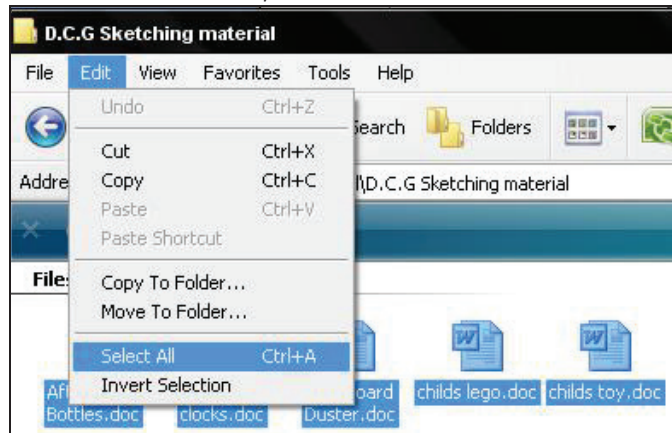 D.C.G Sketching material
File Edit View Favorites Tools Help
Undo Ctrl+Z
Folders
Cut Ctrl+X
Copy Ctrl+C
\D.C.G Sketching material
Paste Ctrl+V
Paste Shortcut
Copy To Folder...
Move To Folder...
Select All Ctrl+A
Invert Selection
childs lego.doc childs toy.doc
Bottles.doc clocks.doc Duster.doc